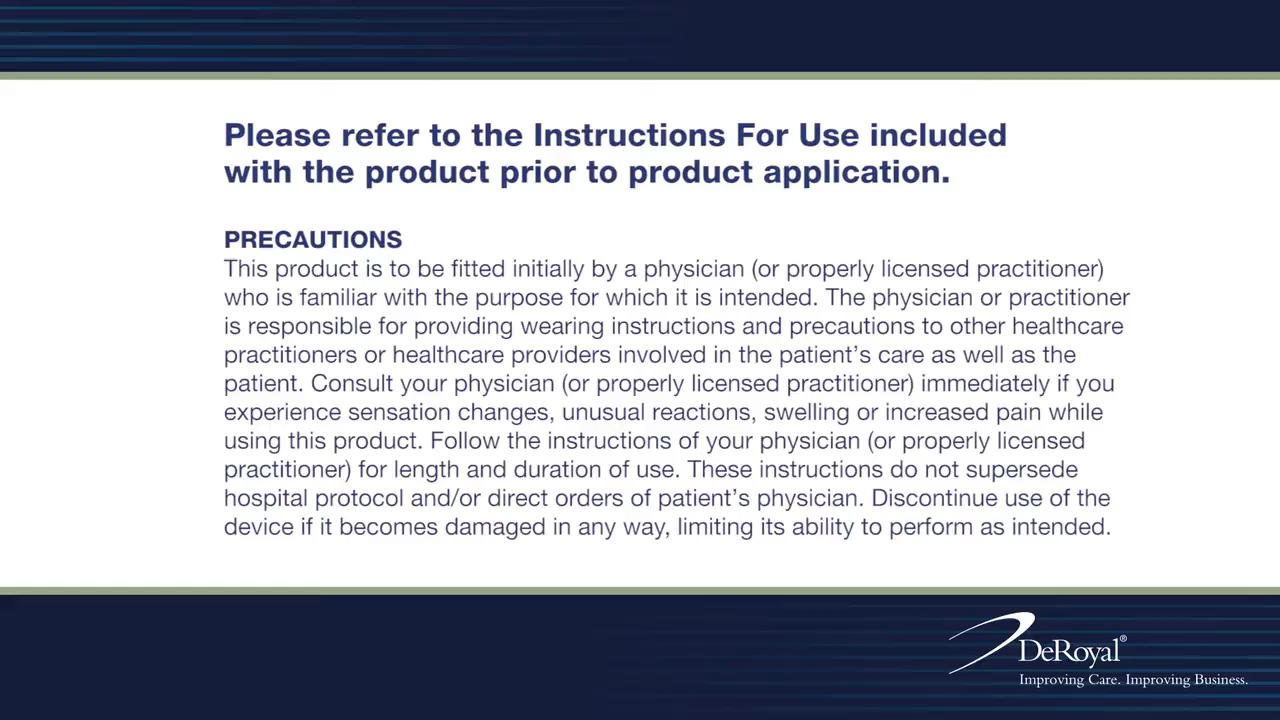 Please refer to the Instructions For Use included
with the product prior to product application.
PRECAUTIONS
This product is to be fitted initially by a physician (or properly licensed practitioner)
who is familiar with the purpose for which it is intended. The physician or practitioner
is responsible for providing wearing instructions and precautions to other healthcare
practitioners or healthcare providers involved in the patient’s care as well as the
patient. Consult your physician (or properly licensed practitioner) immediately if you
experience sensation changes, unusual reactions, swelling or increased pain while
using this product. Follow the instructions of your physician (or properly licensed
practitioner) for length and duration of use. These instructions do not supersede
hospital protocol and/or direct orders of patient’s physician. Discontinue use of the
device if it becomes damaged in any way, limiting its ability to perform as intended.
DeRoyal®
Improving Care. Improving Business.